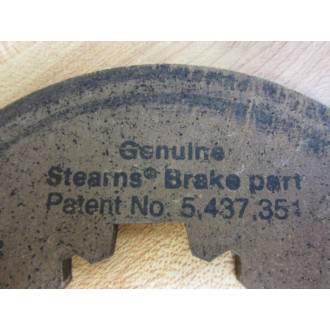 Genuine
Stearns® Brake part
Patent No. 5,437,351